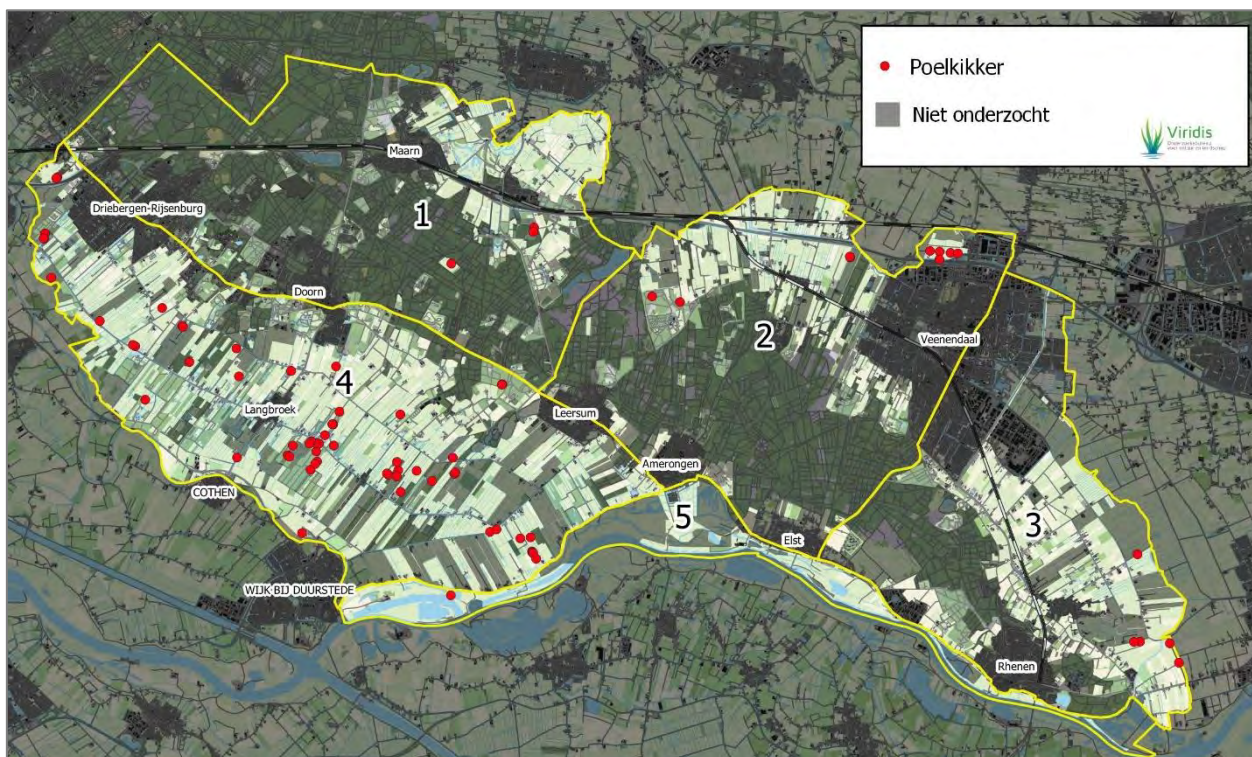 Poelkikker
Niet onderzocht
Viridis
Maarn
Driebergen-Rijsenburg
1
Doorn
2
Veenendaal
4
Langbroek
Leersum
COTHEN
Amerongen
5
Elst
3
WIJK BIJ DUURSTEDE
Rhenen